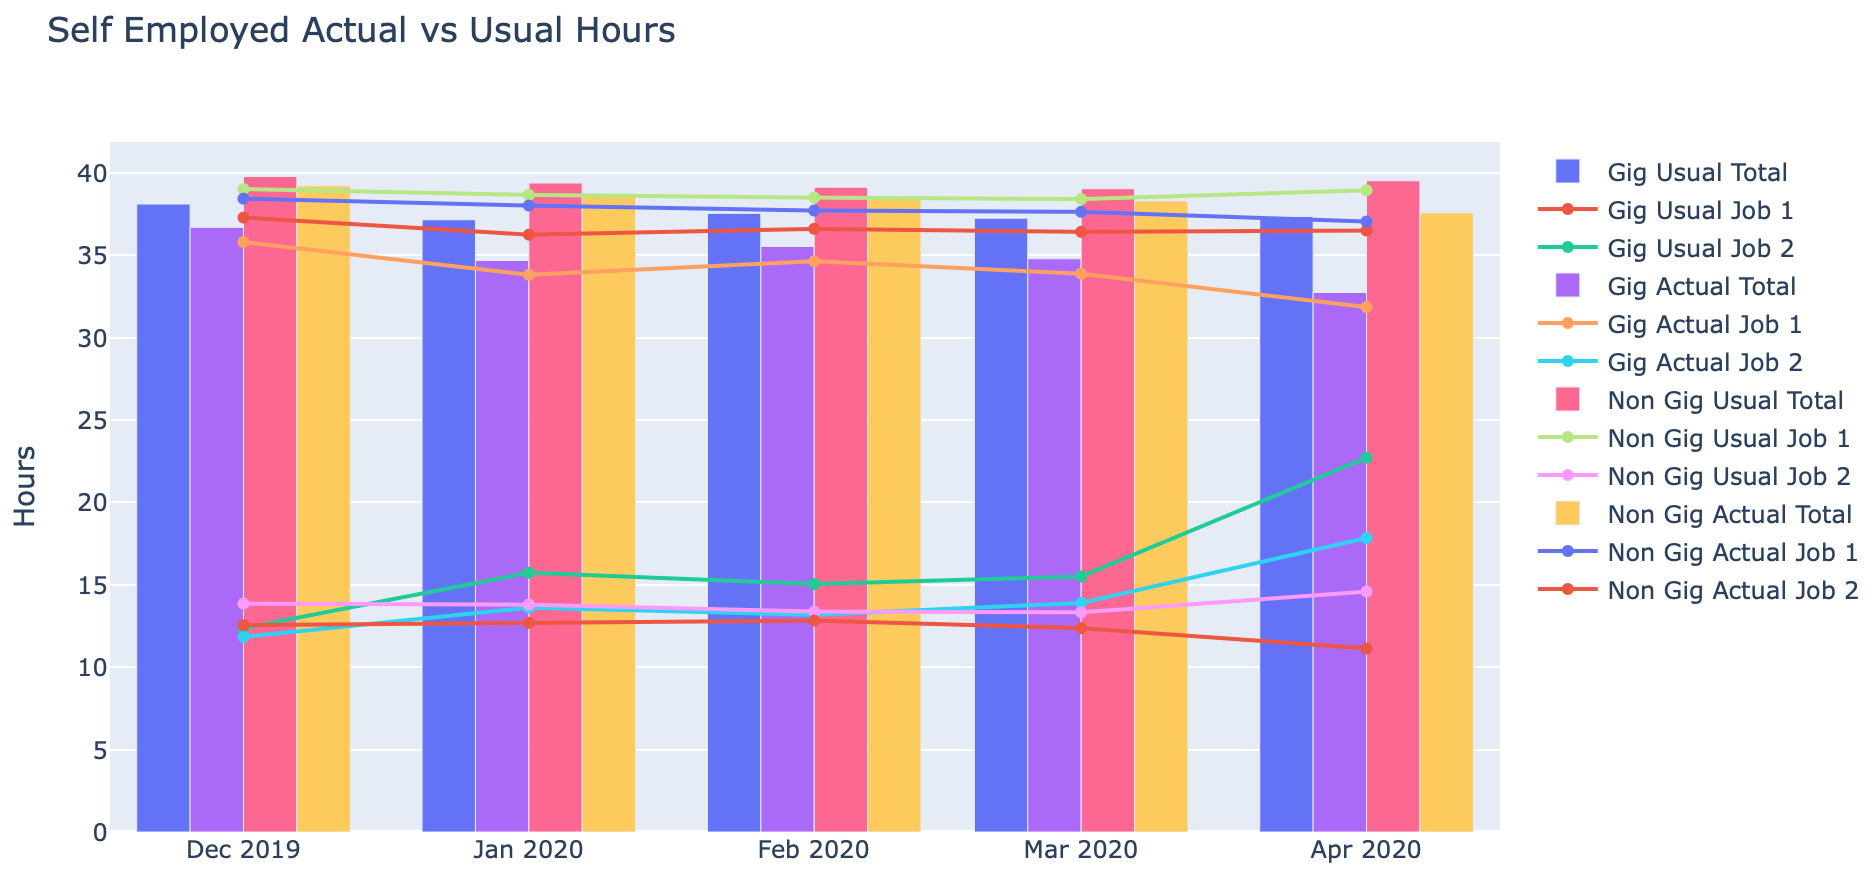 Self Employed Actual vs Usual Hours
40
35
30
25
20
15
10
5
0
Hours
Dec 2019
Jan 2020
Feb 2020
Mar 2020
Apr 2020
Gig Usual Total
Gig Usual Job 1
Gig Usual Job 2
Gig Actual Total
Gig Actual Job 1
Gig Actual Job 2
Non Gig Usual Total
Non Gig Usual Job 1
Non Gig Usual Job 2
Non Gig Actual Total
Non Gig Actual Job 1
Non Gig Actual Job 2